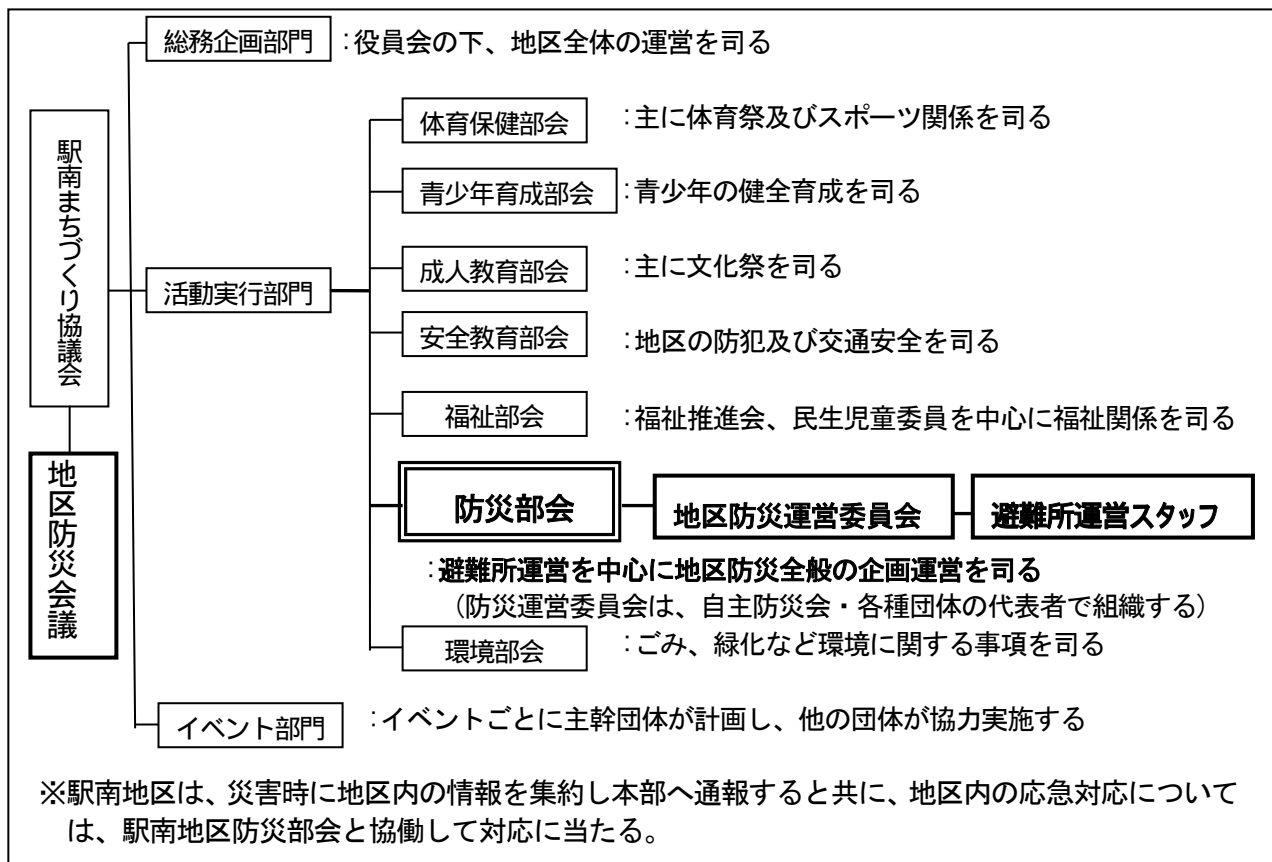 総務企画部門 :役員会の下、地区全体の運営を司る
駅南まちづくり協議会
体育保健部会 :主に体育祭及びスポーツ関係を司る
青少年育成部会 :青少年の健全育成を司る
成人教育部会 :主に文化祭を司る
活動実行部門
安全教育部会 :地区の防犯及び交通安全を司る
福祉部会 :福祉推進会、民生児童委員を中心に福祉関係を司る
地区防災会議
防災部会 地区防災運営委員会 避難所運営スタッフ
:避難所運営を中心に地区防災全般の企画運営を司る
(防災運営委員会は、自主防災会・各種団体の代表者で組織する)
環境部会 :ごみ、緑化など環境に関する事項を司る
イベント部門 :イベントごとに主幹団体が計画し、他の団体が協力実施する
※駅南地区は、災害時に地区内の情報を集約し本部へ通報すると共に、地区内の応急対応について
は、駅南地区防災部会と協働して対応に当たる。